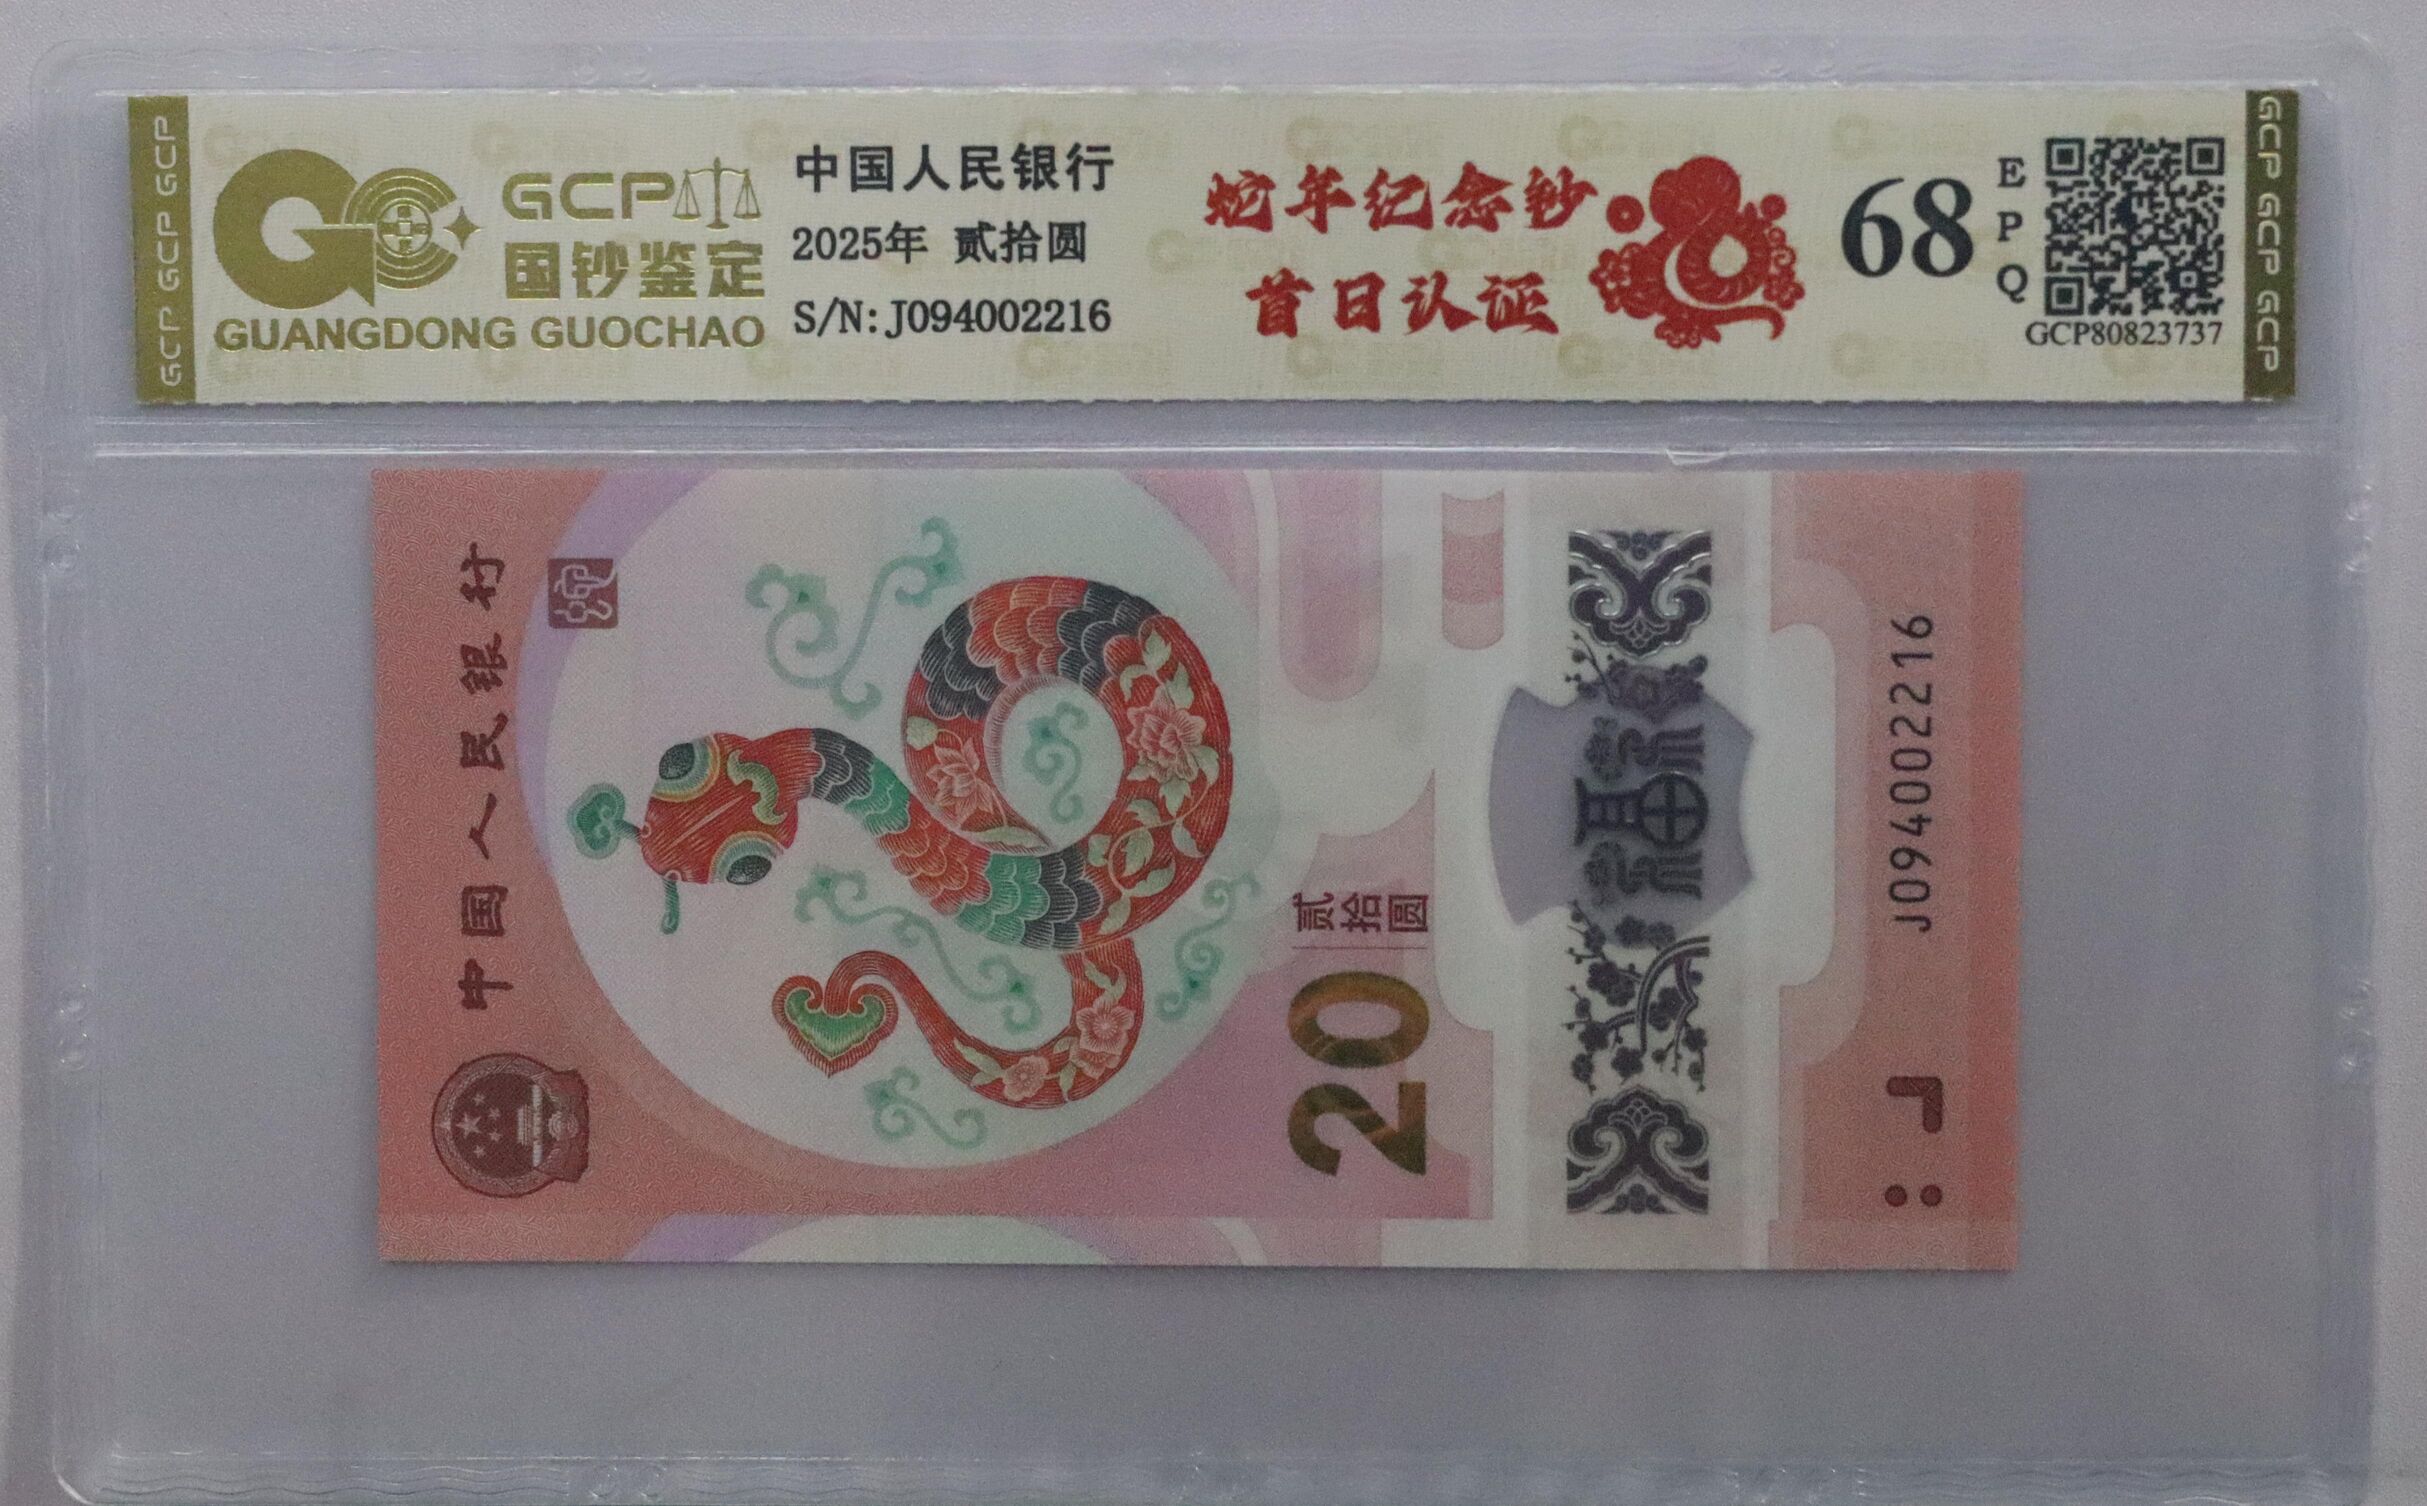 GCP GCP GCP
GCP
国钞鉴定
GUANGDONG GUOCHAO
中国人民银行
2025年 贰拾圆
S/N:J094002216
蛇年纪念钞
首日认证
68
E
P
Q
GCP80823737
GCP GCP GCP
中国人民银行
贰
拾
圆
20
福
J094002216